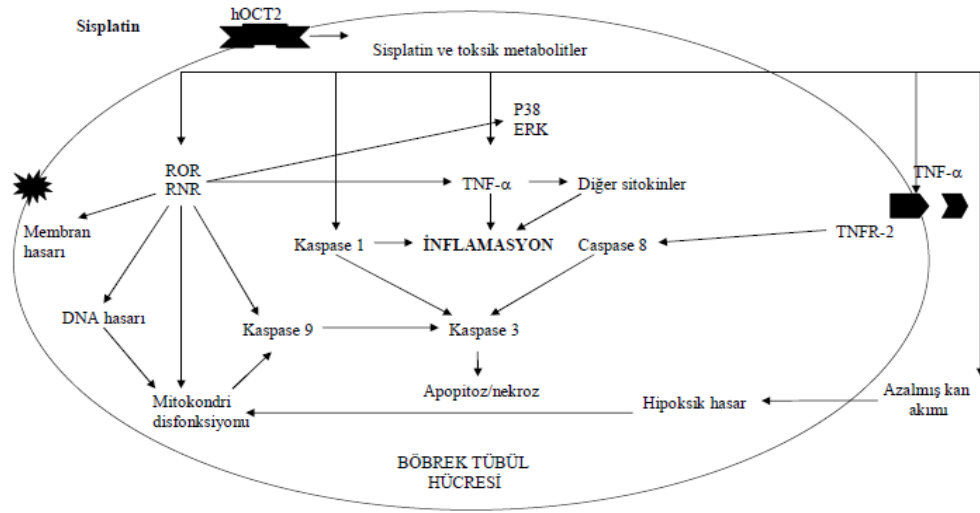 hOCT2
Sisplatin
Sisplatin ve toksik metabolitler
P38
ERK
ROR
RNR
TNF-α
Diğer sitokinler
TNF-α
Membran
hasarı
Kaspase 1
İNFLAMASYON
Caspase 8
TNFR-2
DNA hasarı
Kaspase 9
Kaspase 3
Apopitoz/nekroz
Mitokondri
disfonksiyonu
Hipoksik hasar
Azalmış kan
akımı
BÖBREK TÜBÜL
HÜCRESİ